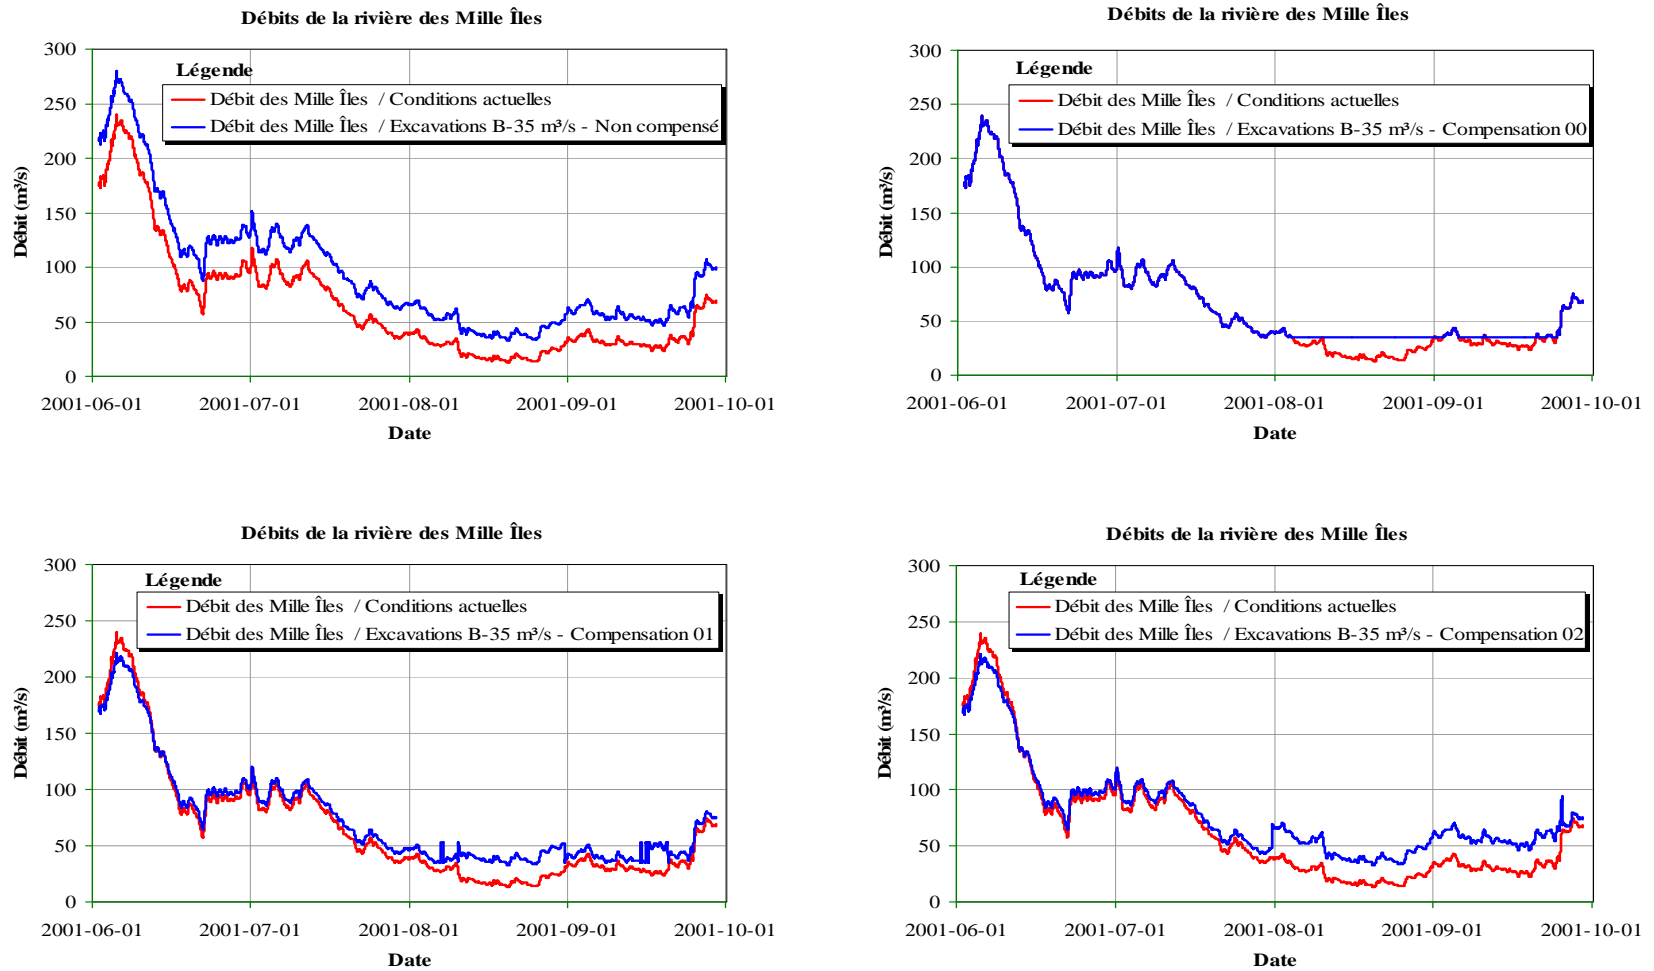 Débits de la rivière des Mille Îles
300
250
200
150
100
50
0
Débit (m³/s)
Légende
Débit des Mille Îles / Conditions actuelles
Débit des Mille Îles / Excavations B-35 m³/s - Non compensé
2001-06-01 2001-07-01 2001-08-01 2001-09-01 2001-10-01
Date
Débits de la rivière des Mille Îles
300
250
200
150
100
50
0
Débit (m³/s)
Légende
Débit des Mille Îles / Conditions actuelles
Débit des Mille Îles / Excavations B-35 m³/s - Compensation 00
2001-06-01 2001-07-01 2001-08-01 2001-09-01 2001-10-01
Date
Débits de la rivière des Mille Îles
300
250
200
150
100
50
0
Débit (m³/s)
Légende
Débit des Mille Îles / Conditions actuelles
Débit des Mille Îles / Excavations B-35 m³/s - Compensation 01
2001-06-01 2001-07-01 2001-08-01 2001-09-01 2001-10-01
Date
Débits de la rivière des Mille Îles
300
250
200
150
100
50
0
Débit (m³/s)
Légende
Débit des Mille Îles / Conditions actuelles
Débit des Mille Îles / Excavations B-35 m³/s - Compensation 02
2001-06-01 2001-07-01 2001-08-01 2001-09-01 2001-10-01
Date